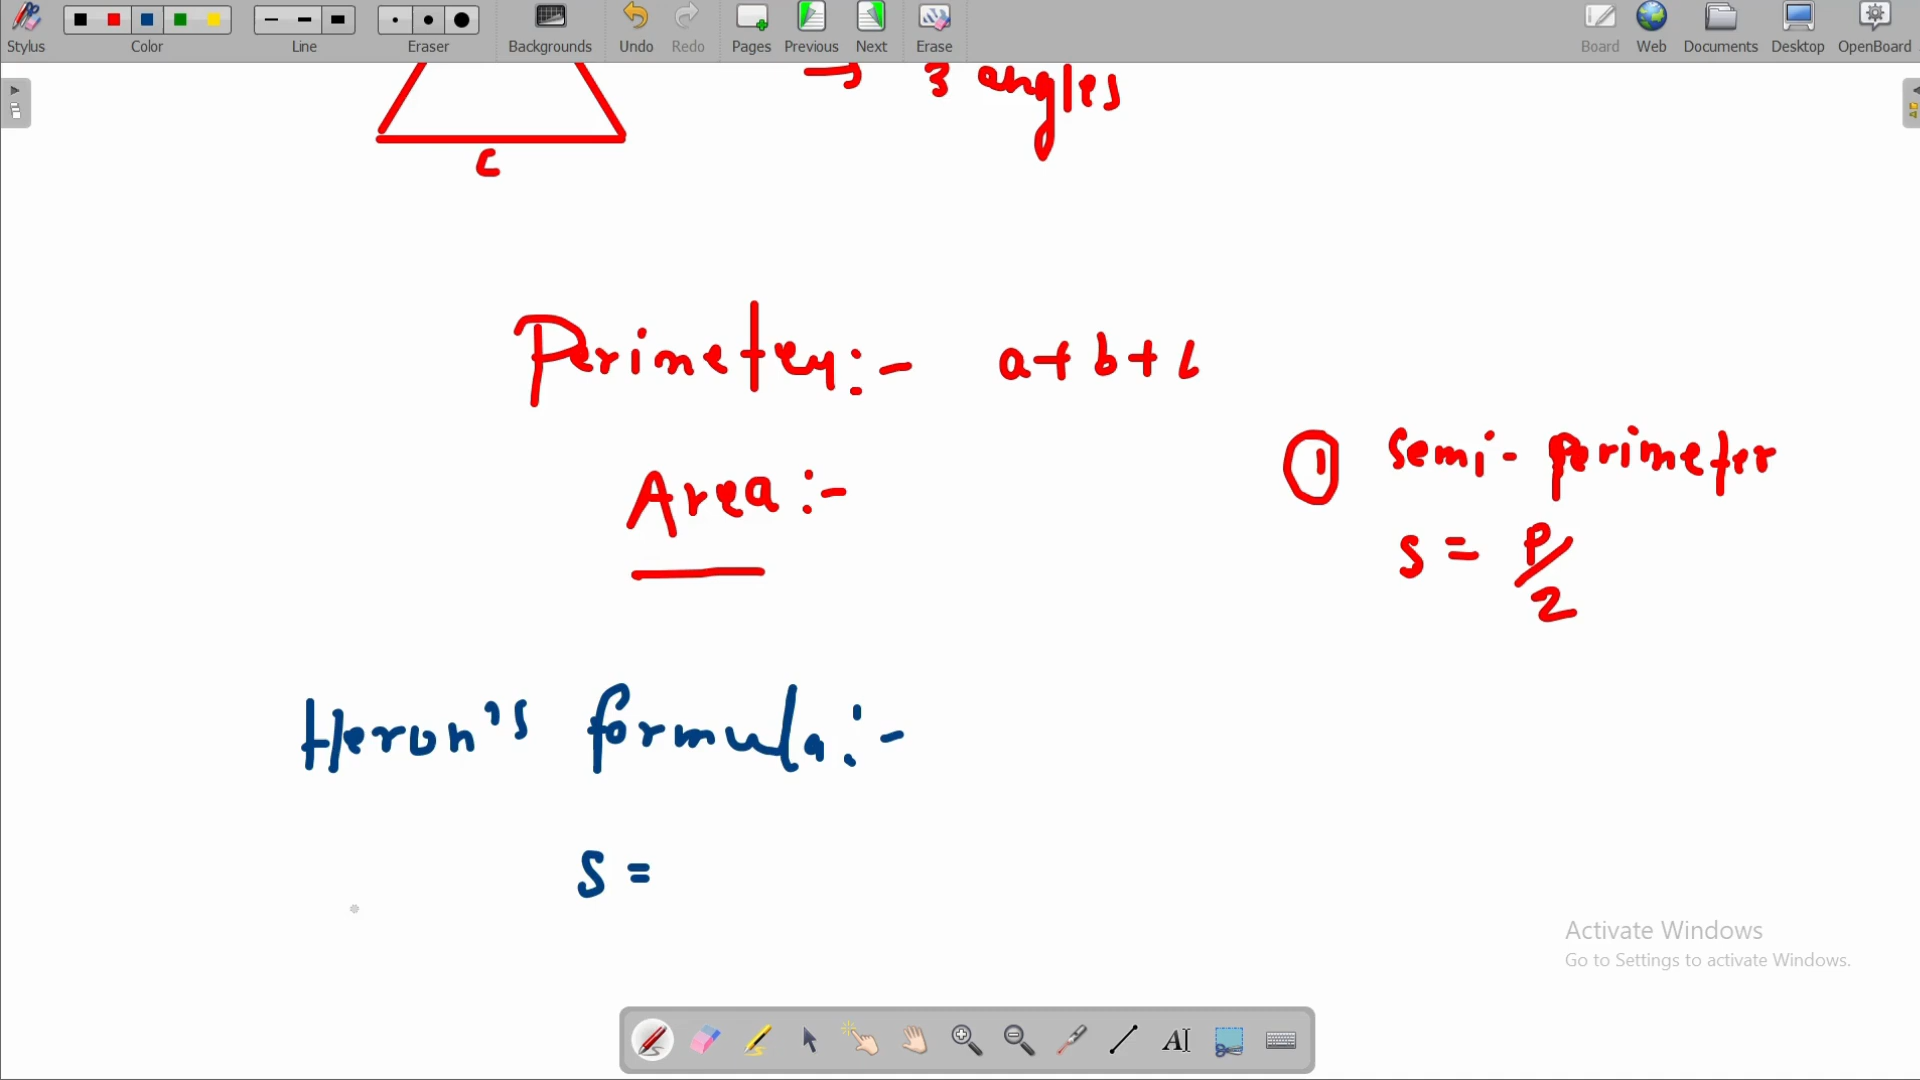 Stylus Color Line Eraser Backgrounds Undo Redo Pages Previous Next Erase Board Web Documents Desktop OpenBoard
→ 3 angles
c
Perimeter:- a+b+c
① semi-perimeter
Area:-
s = P/2
Heron's formula:-
s =
Activate Windows
Go to Settings to activate Windows.